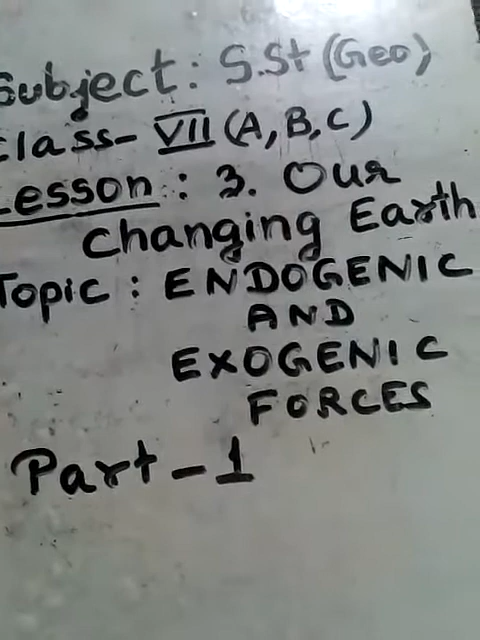 Subject: S.St (Geo)
Class- VII (A, B, C)
Lesson: 3. Our
Changing Earth
Topic: ENDOGENIC
AND
EXOGENIC
FORCES
Part-1